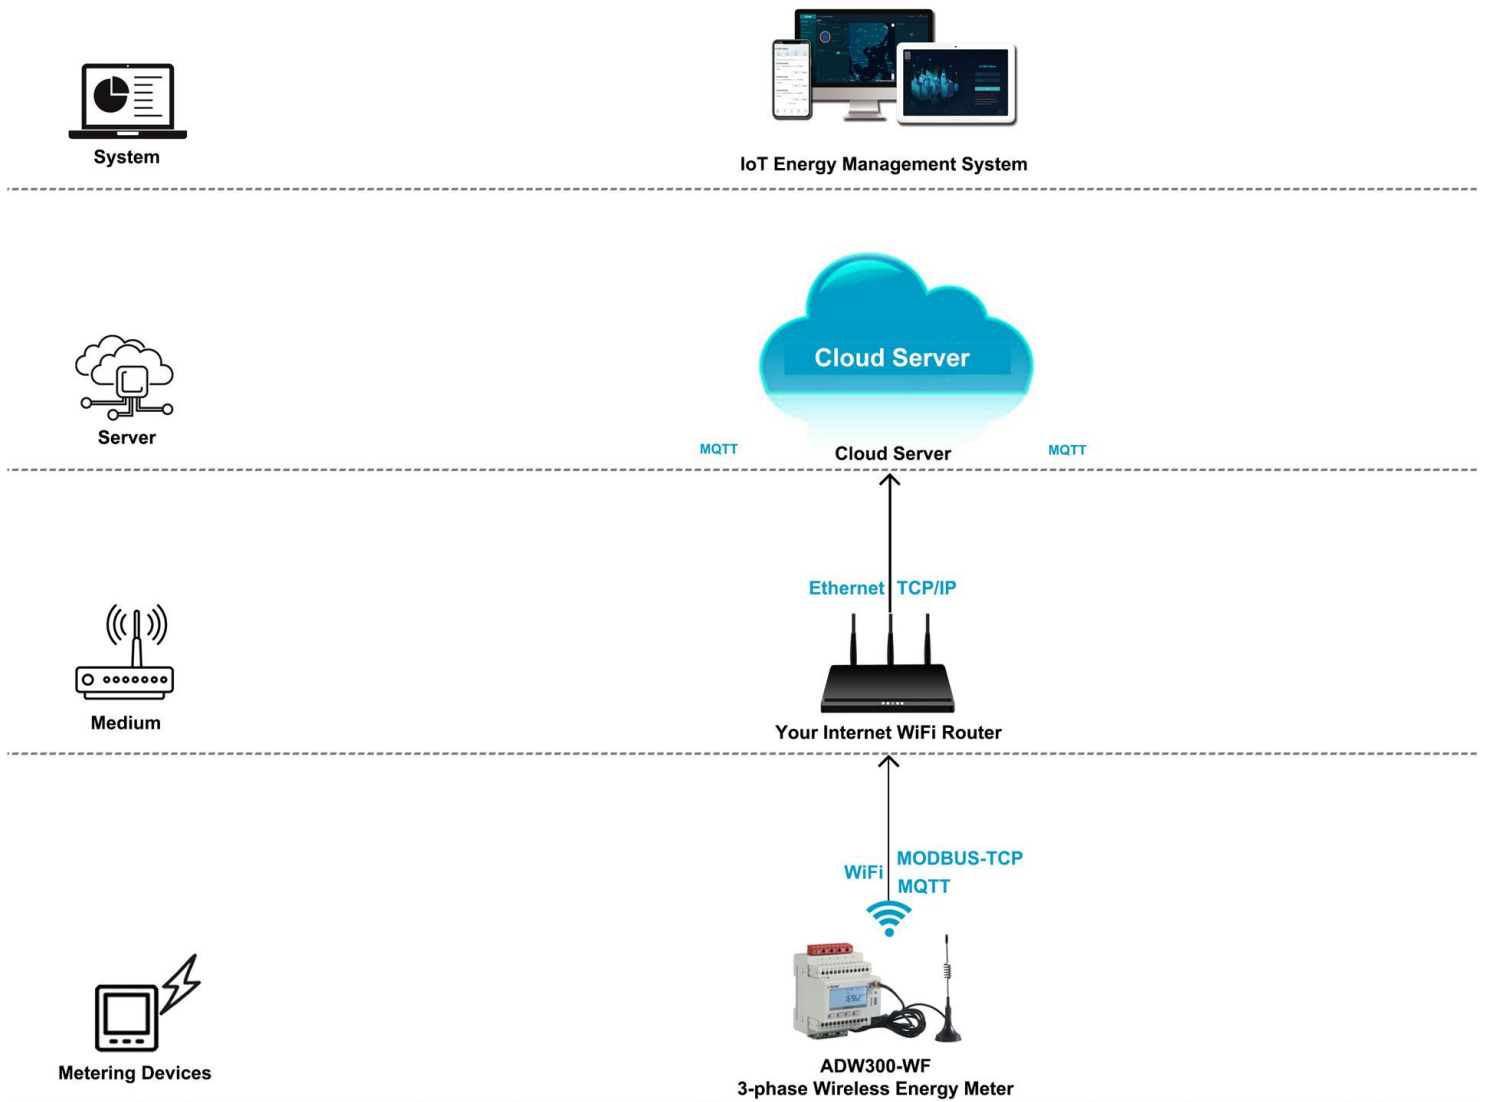 System
IoT Energy Management System
Cloud Server
Server
MQTT
Cloud Server
MQTT
Ethernet TCP/IP
Medium
Your Internet WiFi Router
WiFi
MODBUS-TCP
MQTT
Metering Devices
ADW300-WF
3-phase Wireless Energy Meter